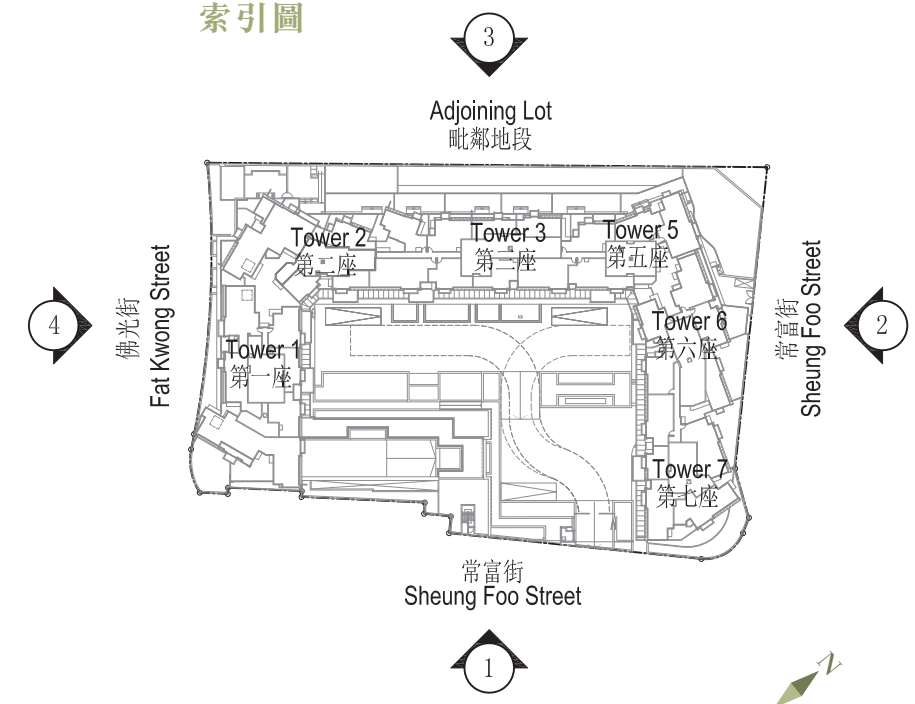 索引圖
3
Adjoining Lot
毗鄰地段
Tower 2
第二座
Tower 3
第三座
Tower 5
第五座
4
佛光街
Fat Kwong Street
Tower 1
第一座
Tower 6
第六座
常富街
Sheung Foo Street
2
Tower 7
第七座
常富街
Sheung Foo Street
1
N